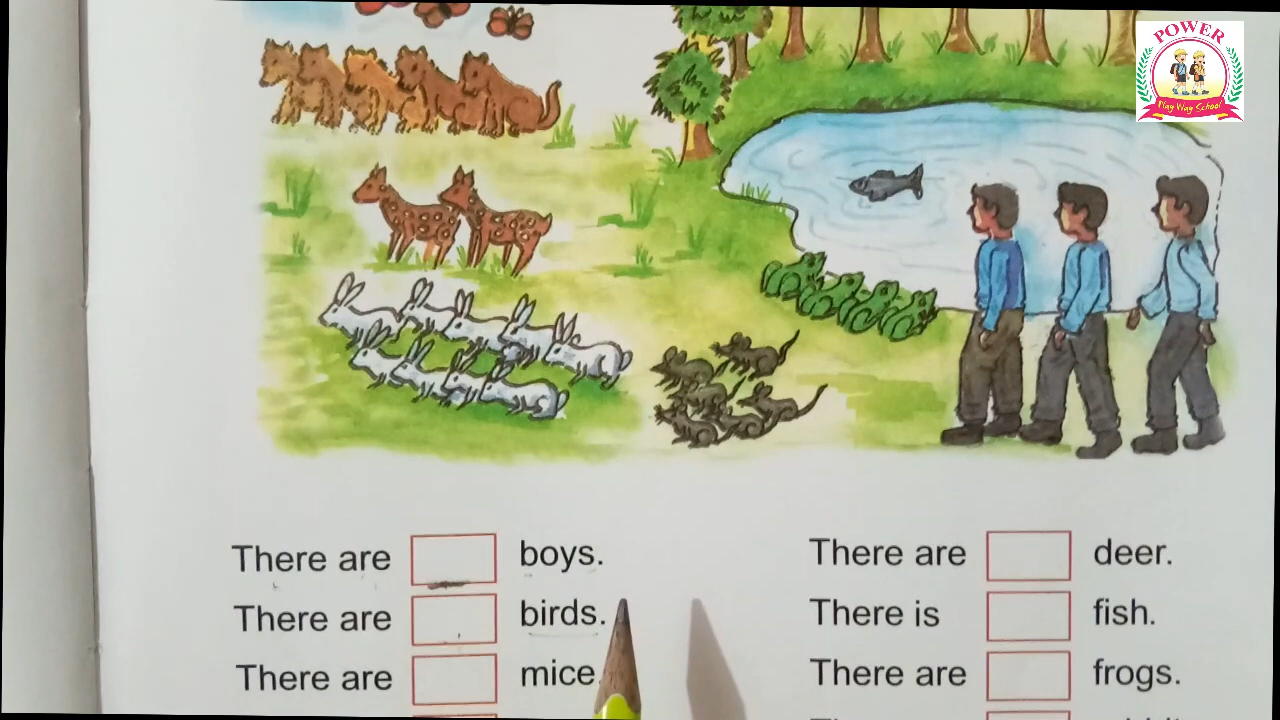 POWER
Play Way School
There are boys.
There are birds.
There are mice.
There are deer.
There is fish.
There are frogs.